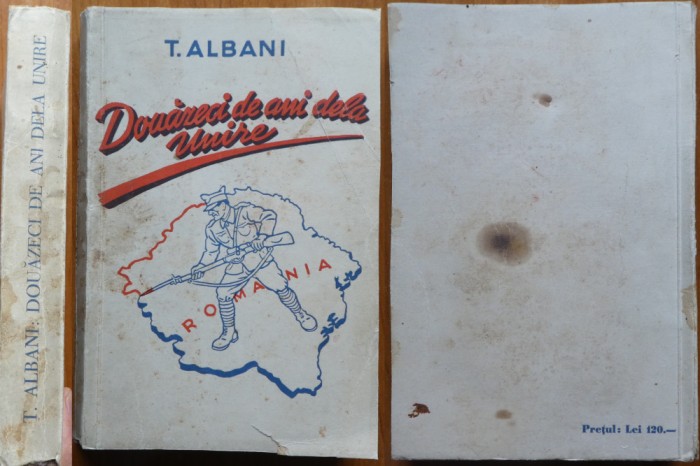 T. ALBANI: DOUĂZECI DE ANI DELA UNIRE
T. ALBANI
Douăzeci de ani dela
Unire
ROMANIA
Prețul: Lei 120.—